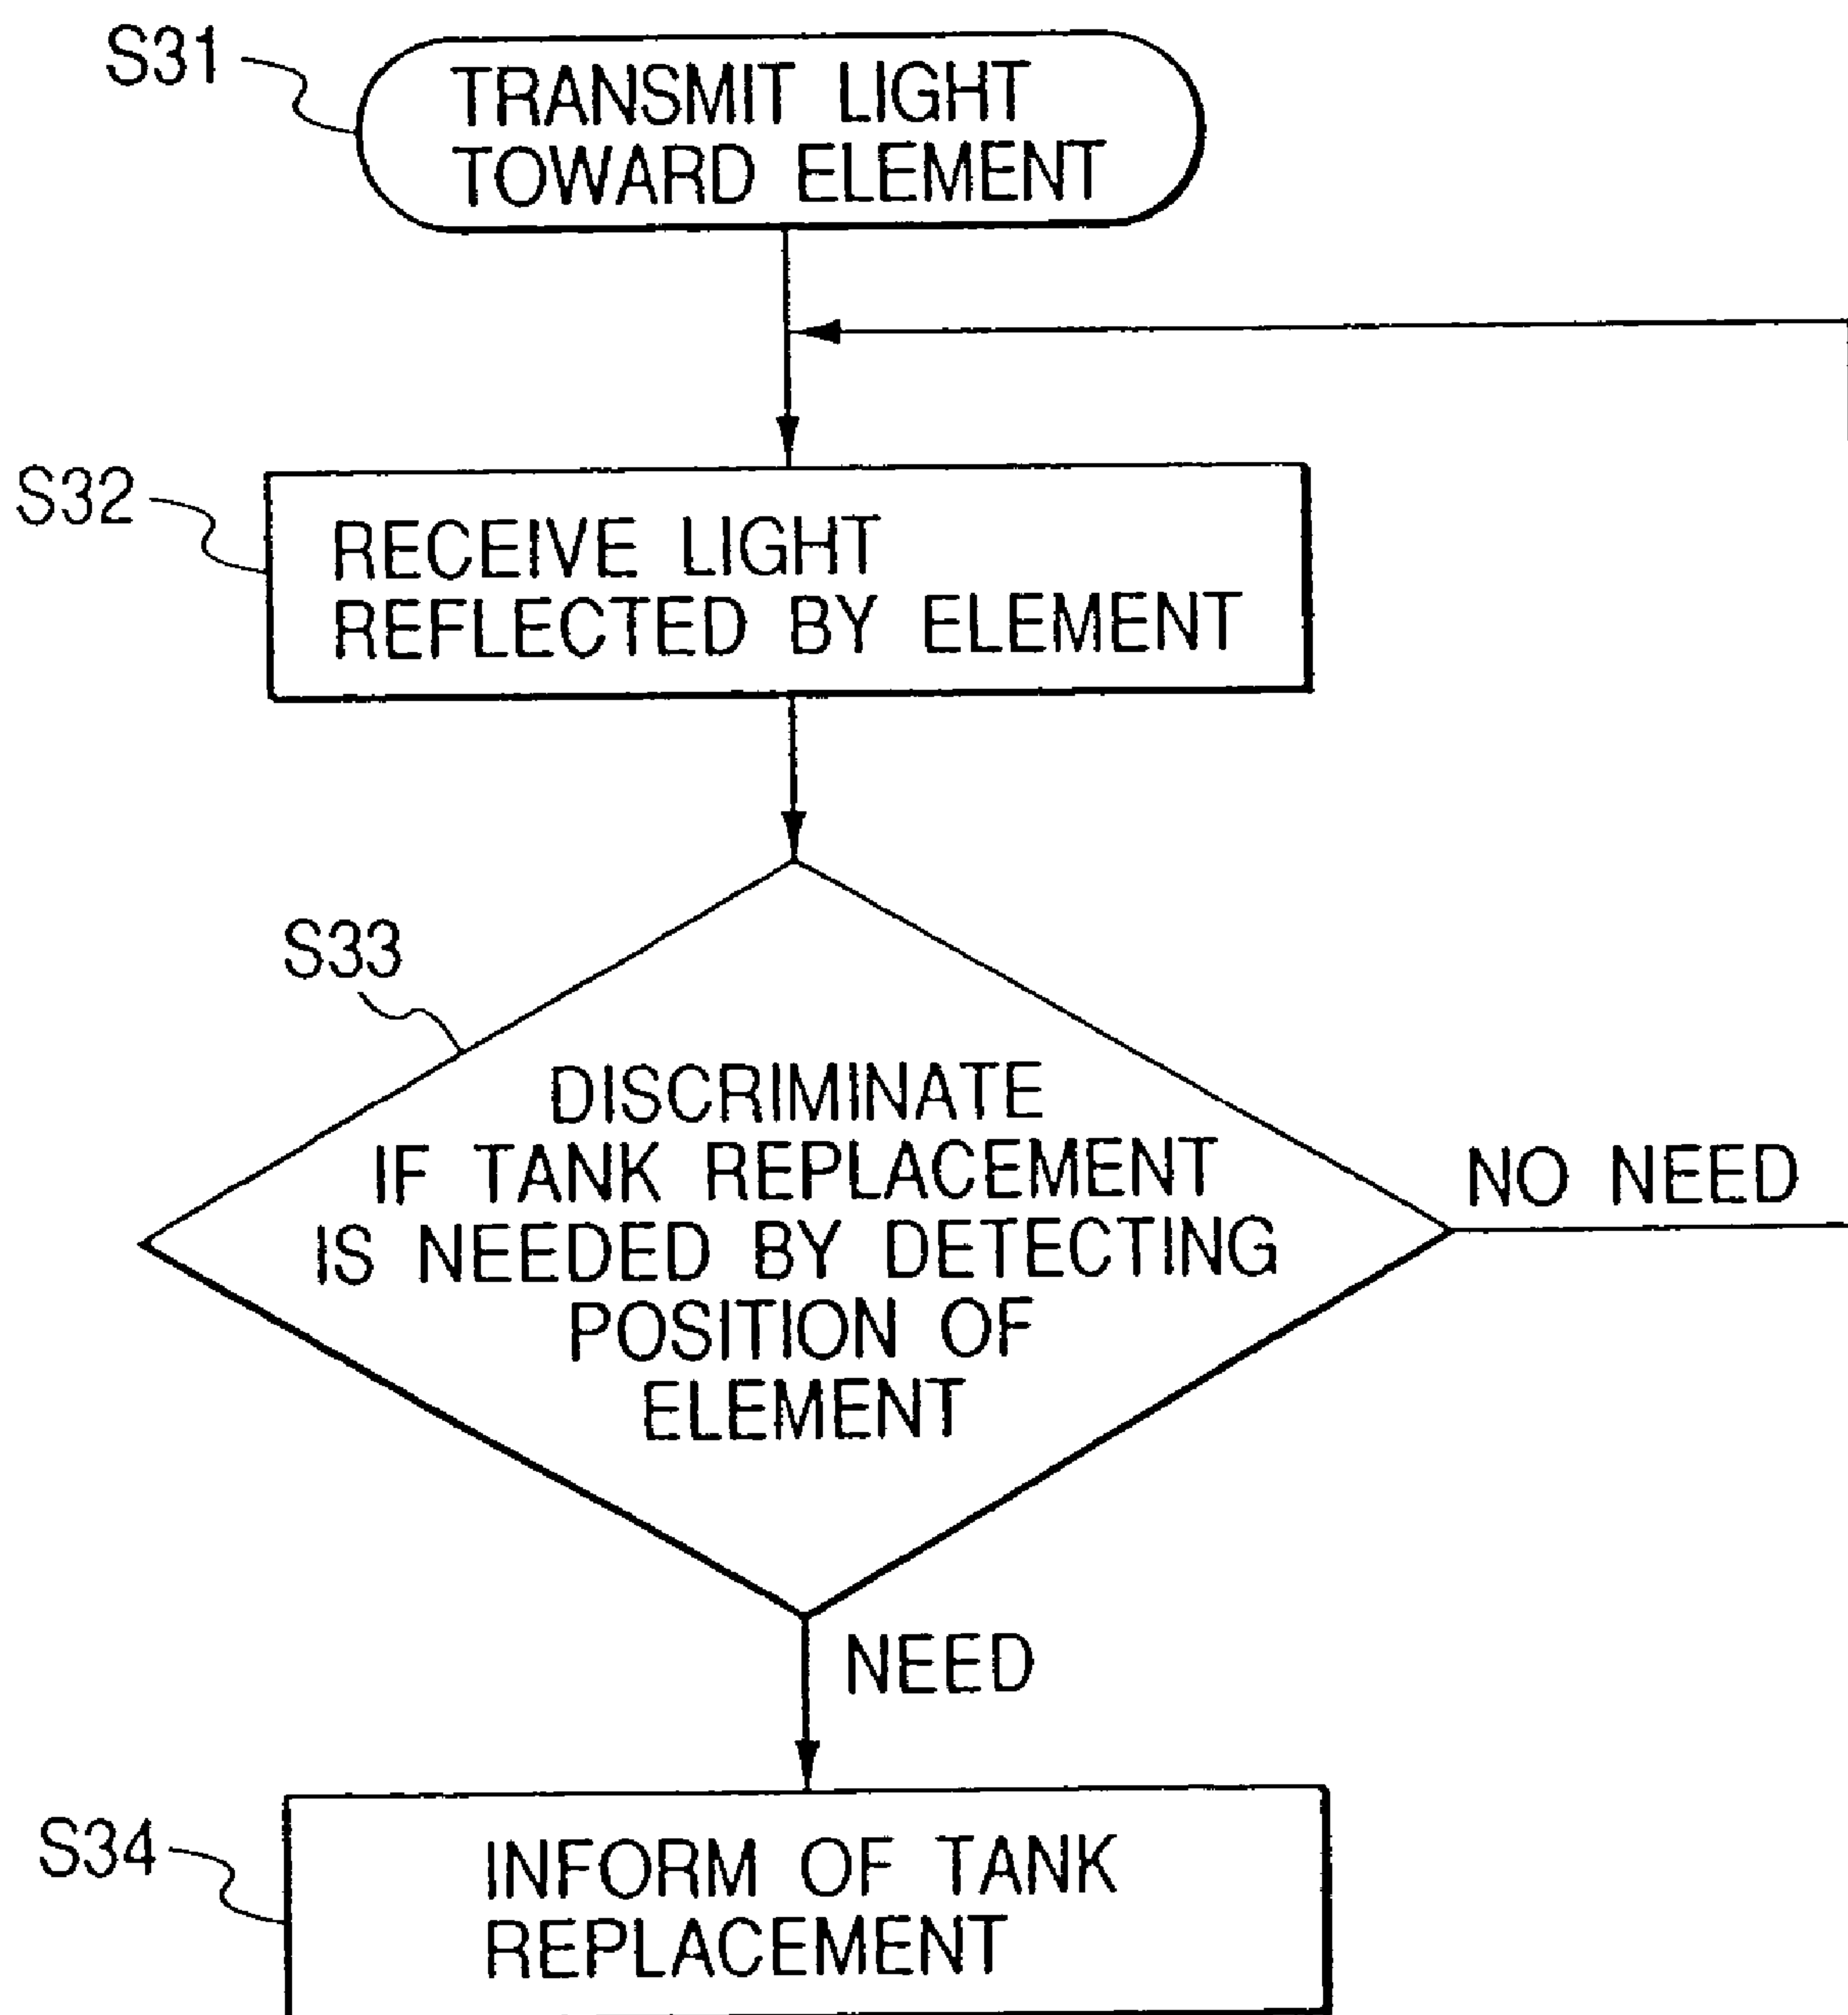 S31
TRANSMIT LIGHT
TOWARD ELEMENT
S32
RECEIVE LIGHT
REFLECTED BY ELEMENT
S33
DISCRIMINATE
IF TANK REPLACEMENT
IS NEEDED BY DETECTING
POSITION OF
ELEMENT
NO NEED
NEED
S34
INFORM OF TANK
REPLACEMENT